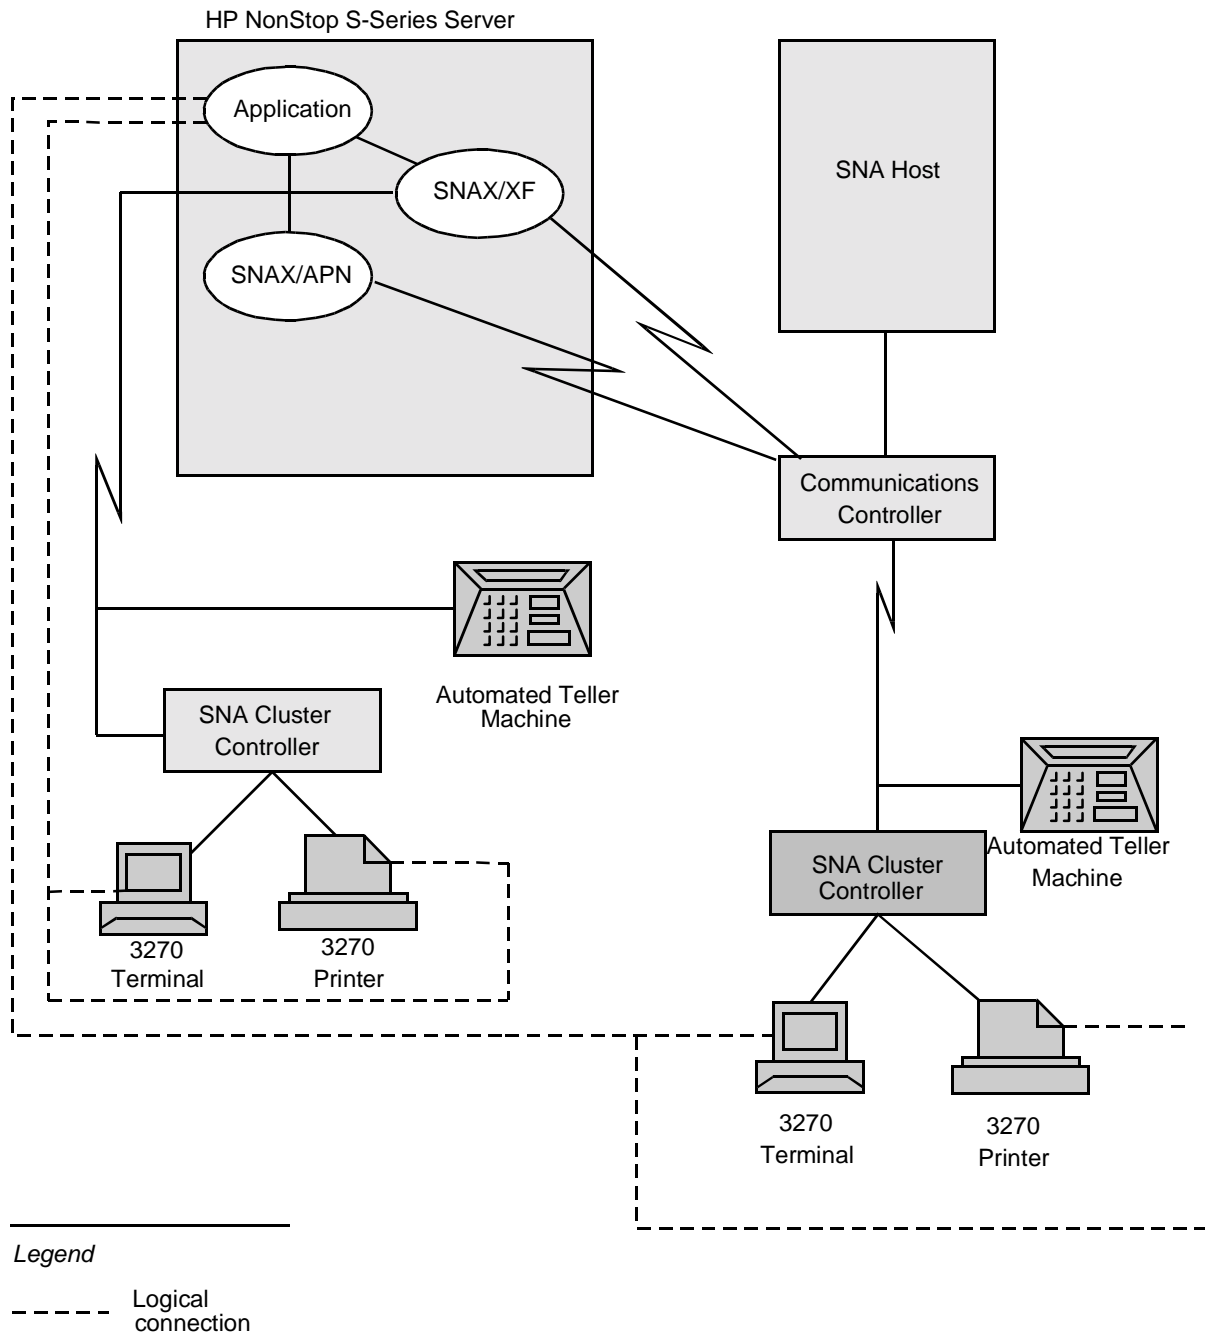 HP NonStop S-Series Server
Application
SNAX/XF
SNAX/APN
SNA Host
Communications
Controller
Automated Teller
Machine
SNA Cluster
Controller
3270
Terminal
3270
Printer
Automated Teller
Machine
SNA Cluster
Controller
3270
Terminal
3270
Printer
Legend
Logical
connection